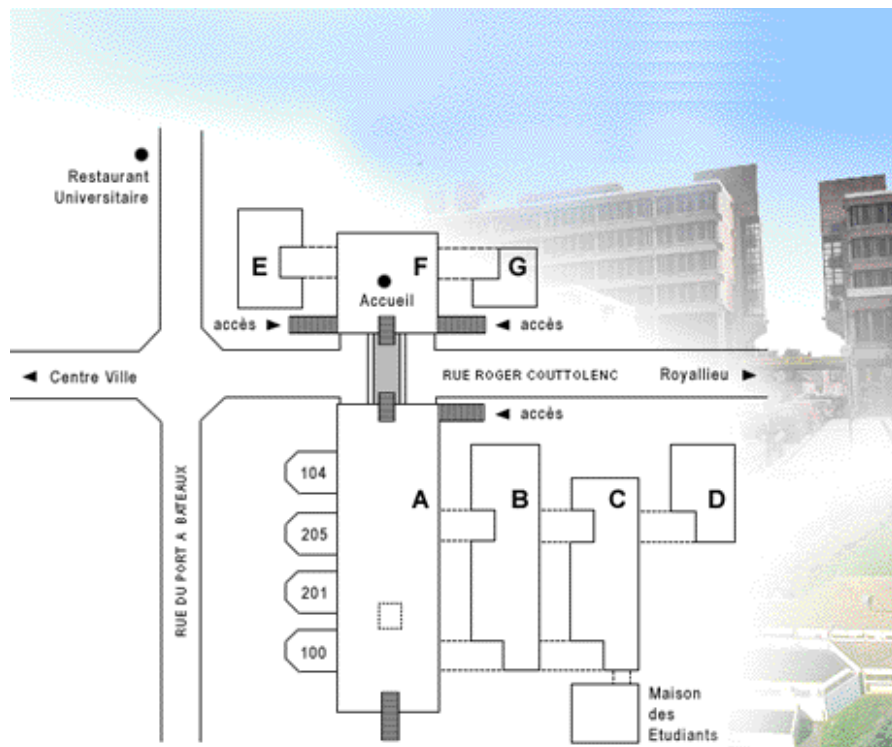 Restaurant
Universitaire
E
F
G
Accueil
accès
accès
Centre Ville
RUE ROGER COUTTOLENC
Royallieu
accès
RUE DU PORT A BATEAUX
104
A
B
C
D
205
201
100
Maison
des
Etudiants